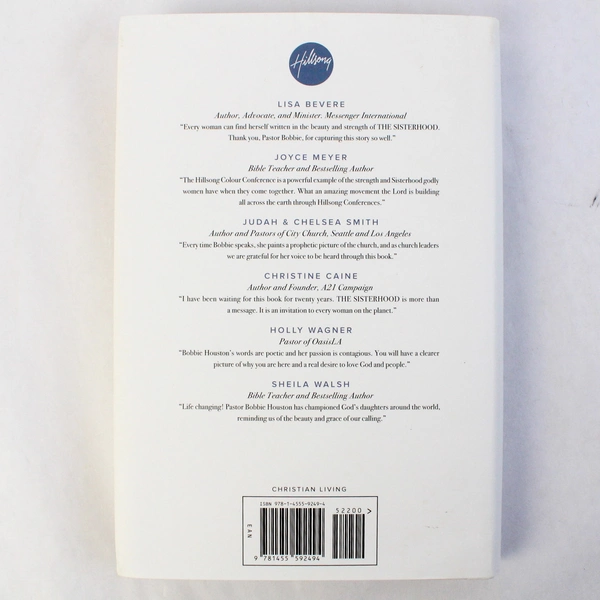 Hillsong
LISA BEVERE
Author, Advocate, and Minister. Messenger International
"Every woman can find herself written in the beauty and strength of THE SISTERHOOD.
Thank you, Pastor Bobbie, for capturing this story so well."
JOYCE MEYER
Bible Teacher and Bestselling Author
"The Hillsong Colour Conference is a powerful example of the strength and Sisterhood godly
women have when they come together. What an amazing movement the Lord is building
all across the earth through Hillsong Conferences."
JUDAH & CHELSEA SMITH
Author and Pastors of City Church, Seattle and Los Angeles
"Every time Bobbie speaks, she paints a prophetic picture of the church, and as church leaders
we are grateful for her voice to be heard through this book."
CHRISTINE CAINE
Author and Founder, A21 Campaign
"I have been waiting for this book for twenty years. THE SISTERHOOD is more than
a message. It is an invitation to every woman on the planet."
HOLLY WAGNER
Pastor of OasisLA
"Bobbie Houston's words are poetic and her passion is contagious. You will have a clearer
picture of why we are here and a real desire to love God and people."
SHEILA WALSH
Bible Teacher and Bestselling Author
"Life changing! Pastor Bobbie Houston has championed God's daughters around the world,
reminding us of the beauty and grace of our calling."
CHRISTIAN LIVING
ISBN 978-1-4555-9249-4
52200 >
EAN
9 781455 592494